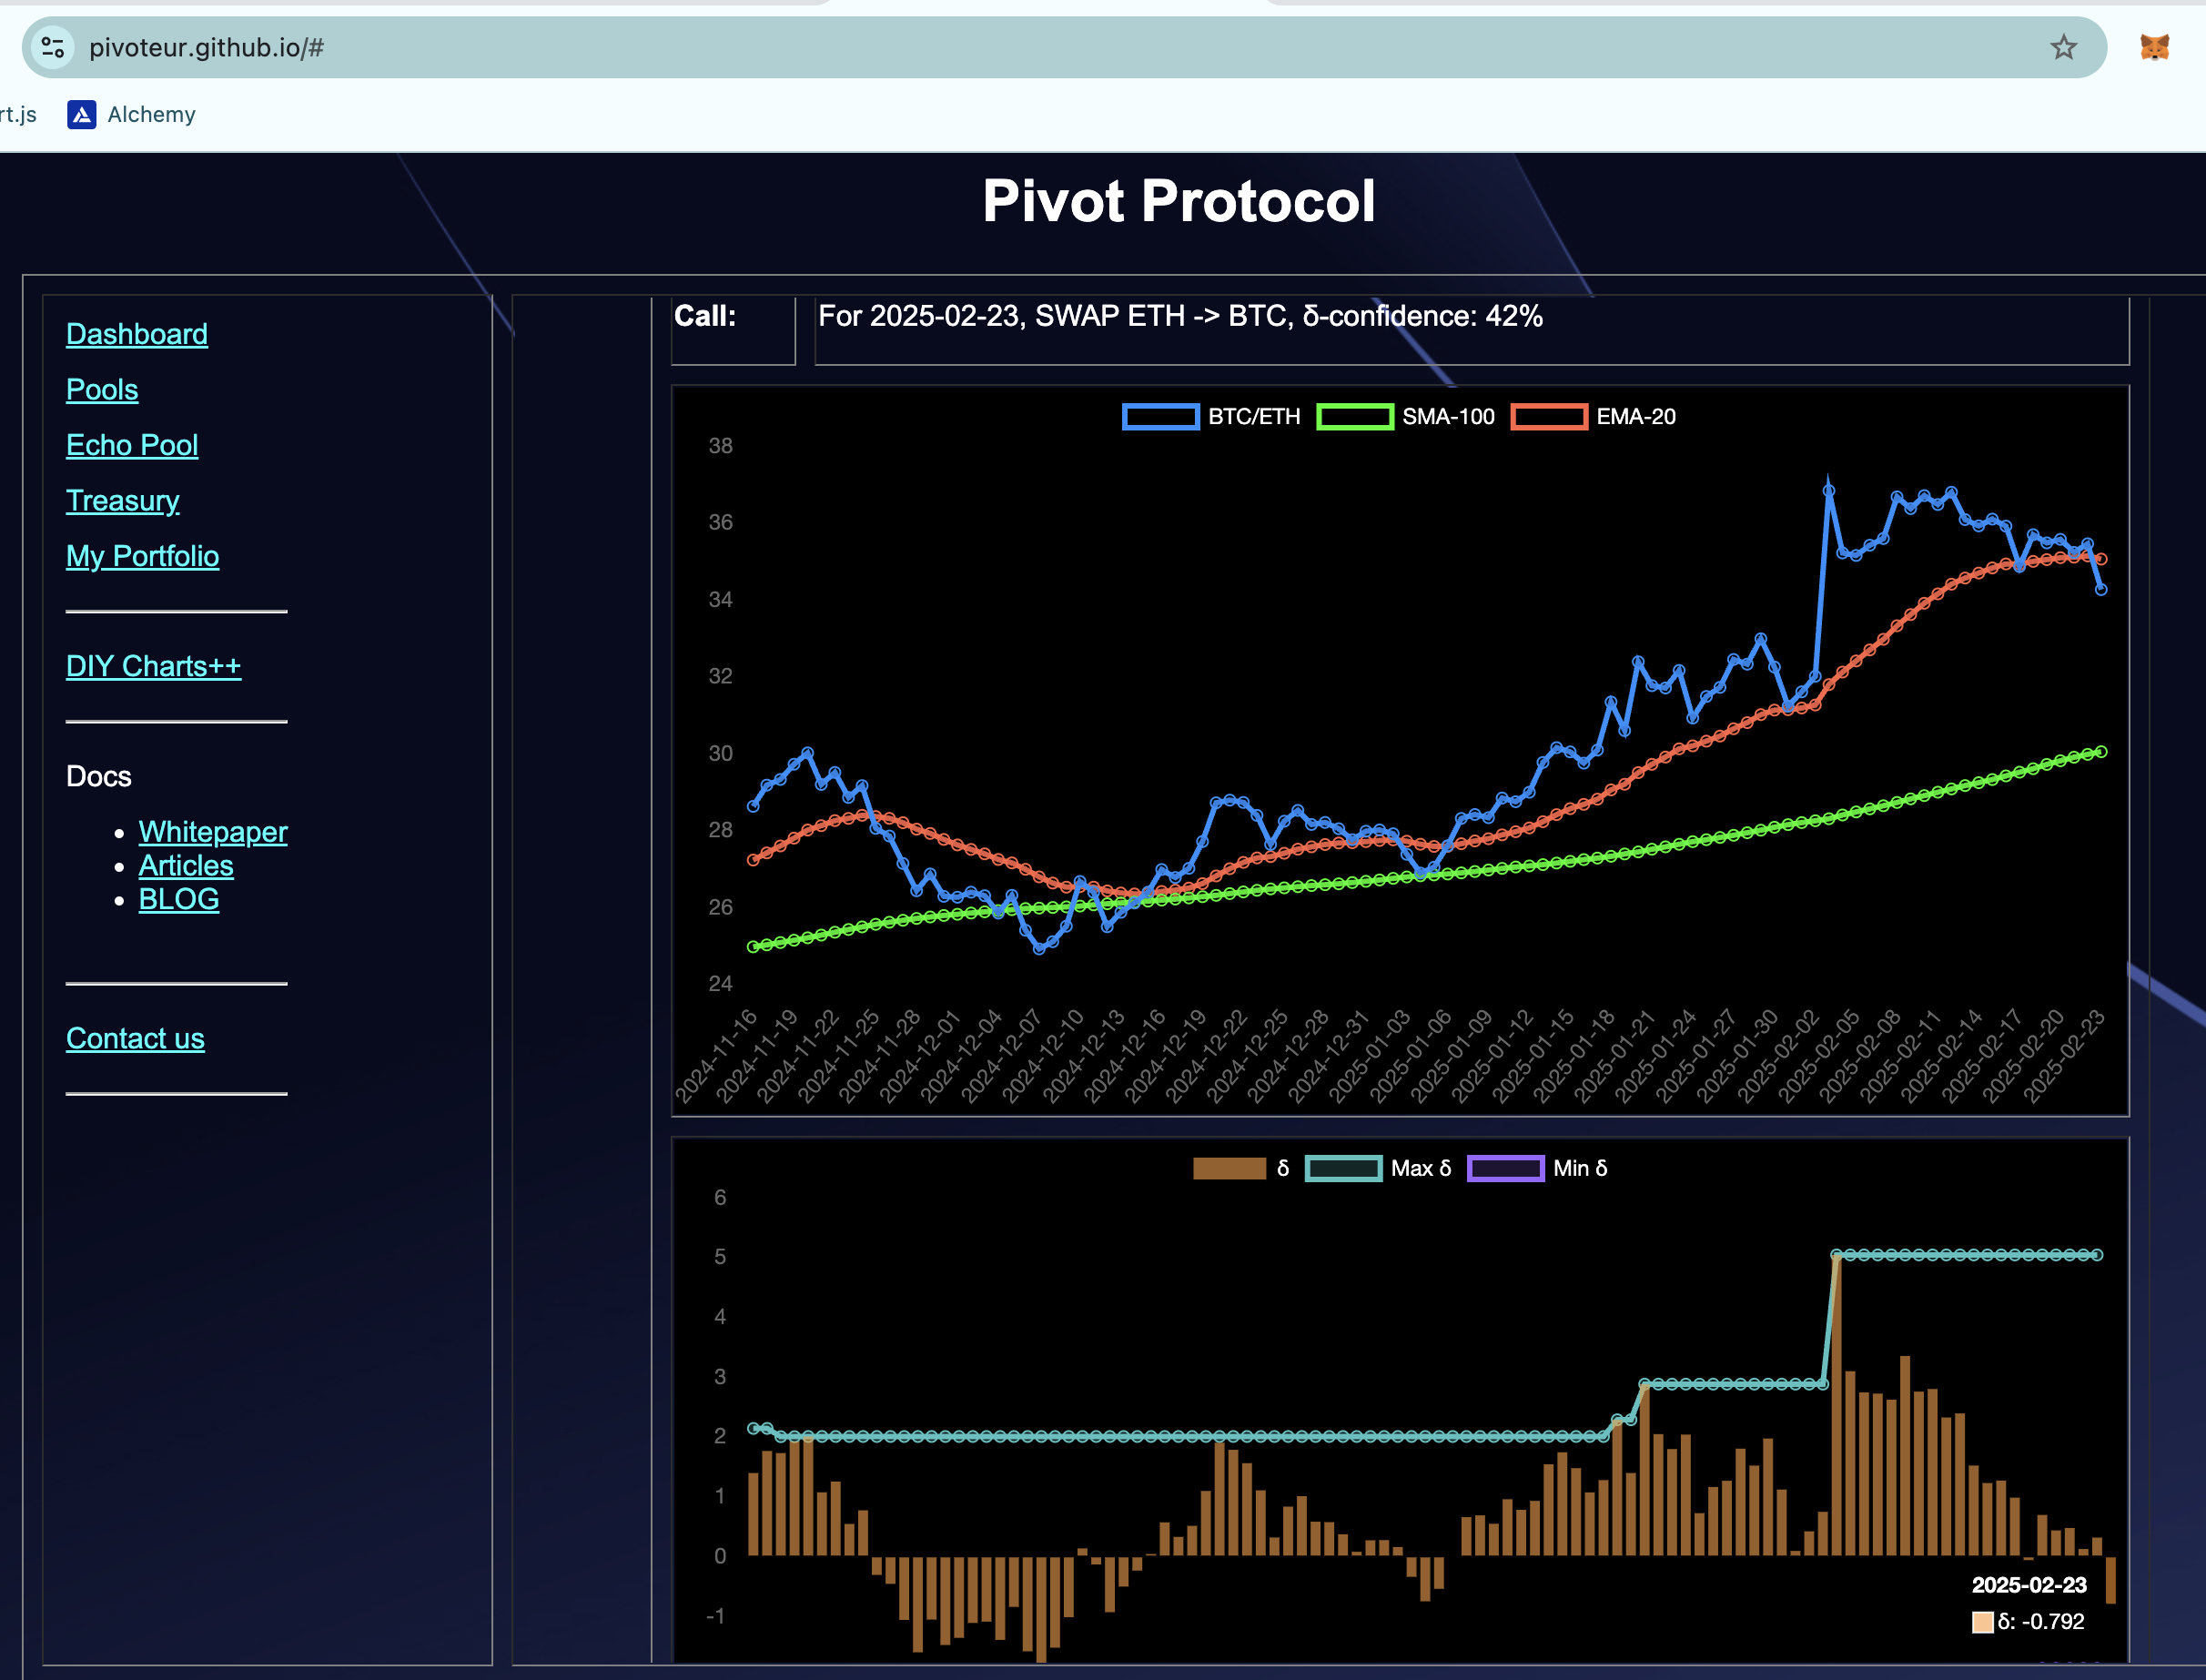 pivoteur.github.io/#
rt.js
Alchemy
Pivot Protocol
Dashboard
Pools
Echo Pool
Treasury
My Portfolio
DIY Charts++
Docs
Whitepaper
Articles
BLOG
Contact us
Call:
For 2025-02-23, SWAP ETH -> BTC, δ-confidence: 42%
BTC/ETH SMA-100 EMA-20
38
36
34
32
30
28
26
24
2024-11-16
2024-11-19
2024-11-22
2024-11-25
2024-11-28
2024-12-01
2024-12-04
2024-12-07
2024-12-10
2024-12-13
2024-12-16
2024-12-19
2024-12-22
2024-12-25
2024-12-28
2024-12-31
2025-01-03
2025-01-06
2025-01-09
2025-01-12
2025-01-15
2025-01-18
2025-01-21
2025-01-24
2025-01-27
2025-01-30
2025-02-02
2025-02-05
2025-02-08
2025-02-11
2025-02-14
2025-02-17
2025-02-20
2025-02-23
δ Max δ Min δ
6
5
4
3
2
1
0
-1
2025-02-23
δ: -0.792